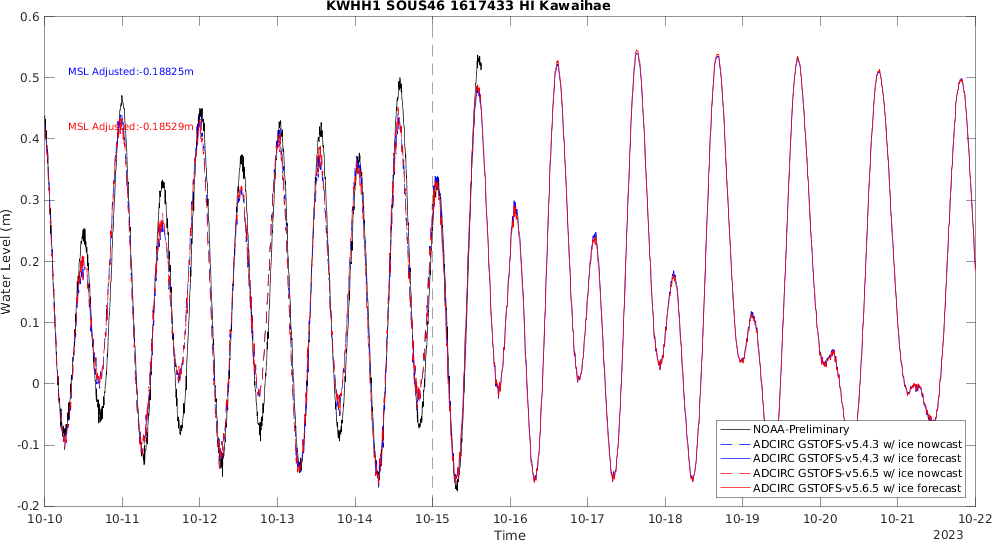 KWHH1 SOUS46 1617433 HI Kawaihae
0.6
0.5
0.4
0.3
0.2
0.1
0
-0.1
-0.2
Water Level (m)
MSL Adjusted:-0.18825m
MSL Adjusted:-0.18529m
NOAA-Preliminary
ADCIRC GSTOFS-v5.4.3 w/ ice nowcast
ADCIRC GSTOFS-v5.4.3 w/ ice forecast
ADCIRC GSTOFS-v5.6.5 w/ ice nowcast
ADCIRC GSTOFS-v5.6.5 w/ ice forecast
10-10 10-11 10-12 10-13 10-14 10-15 10-16 10-17 10-18 10-19 10-20 10-21 10-22
Time
2023